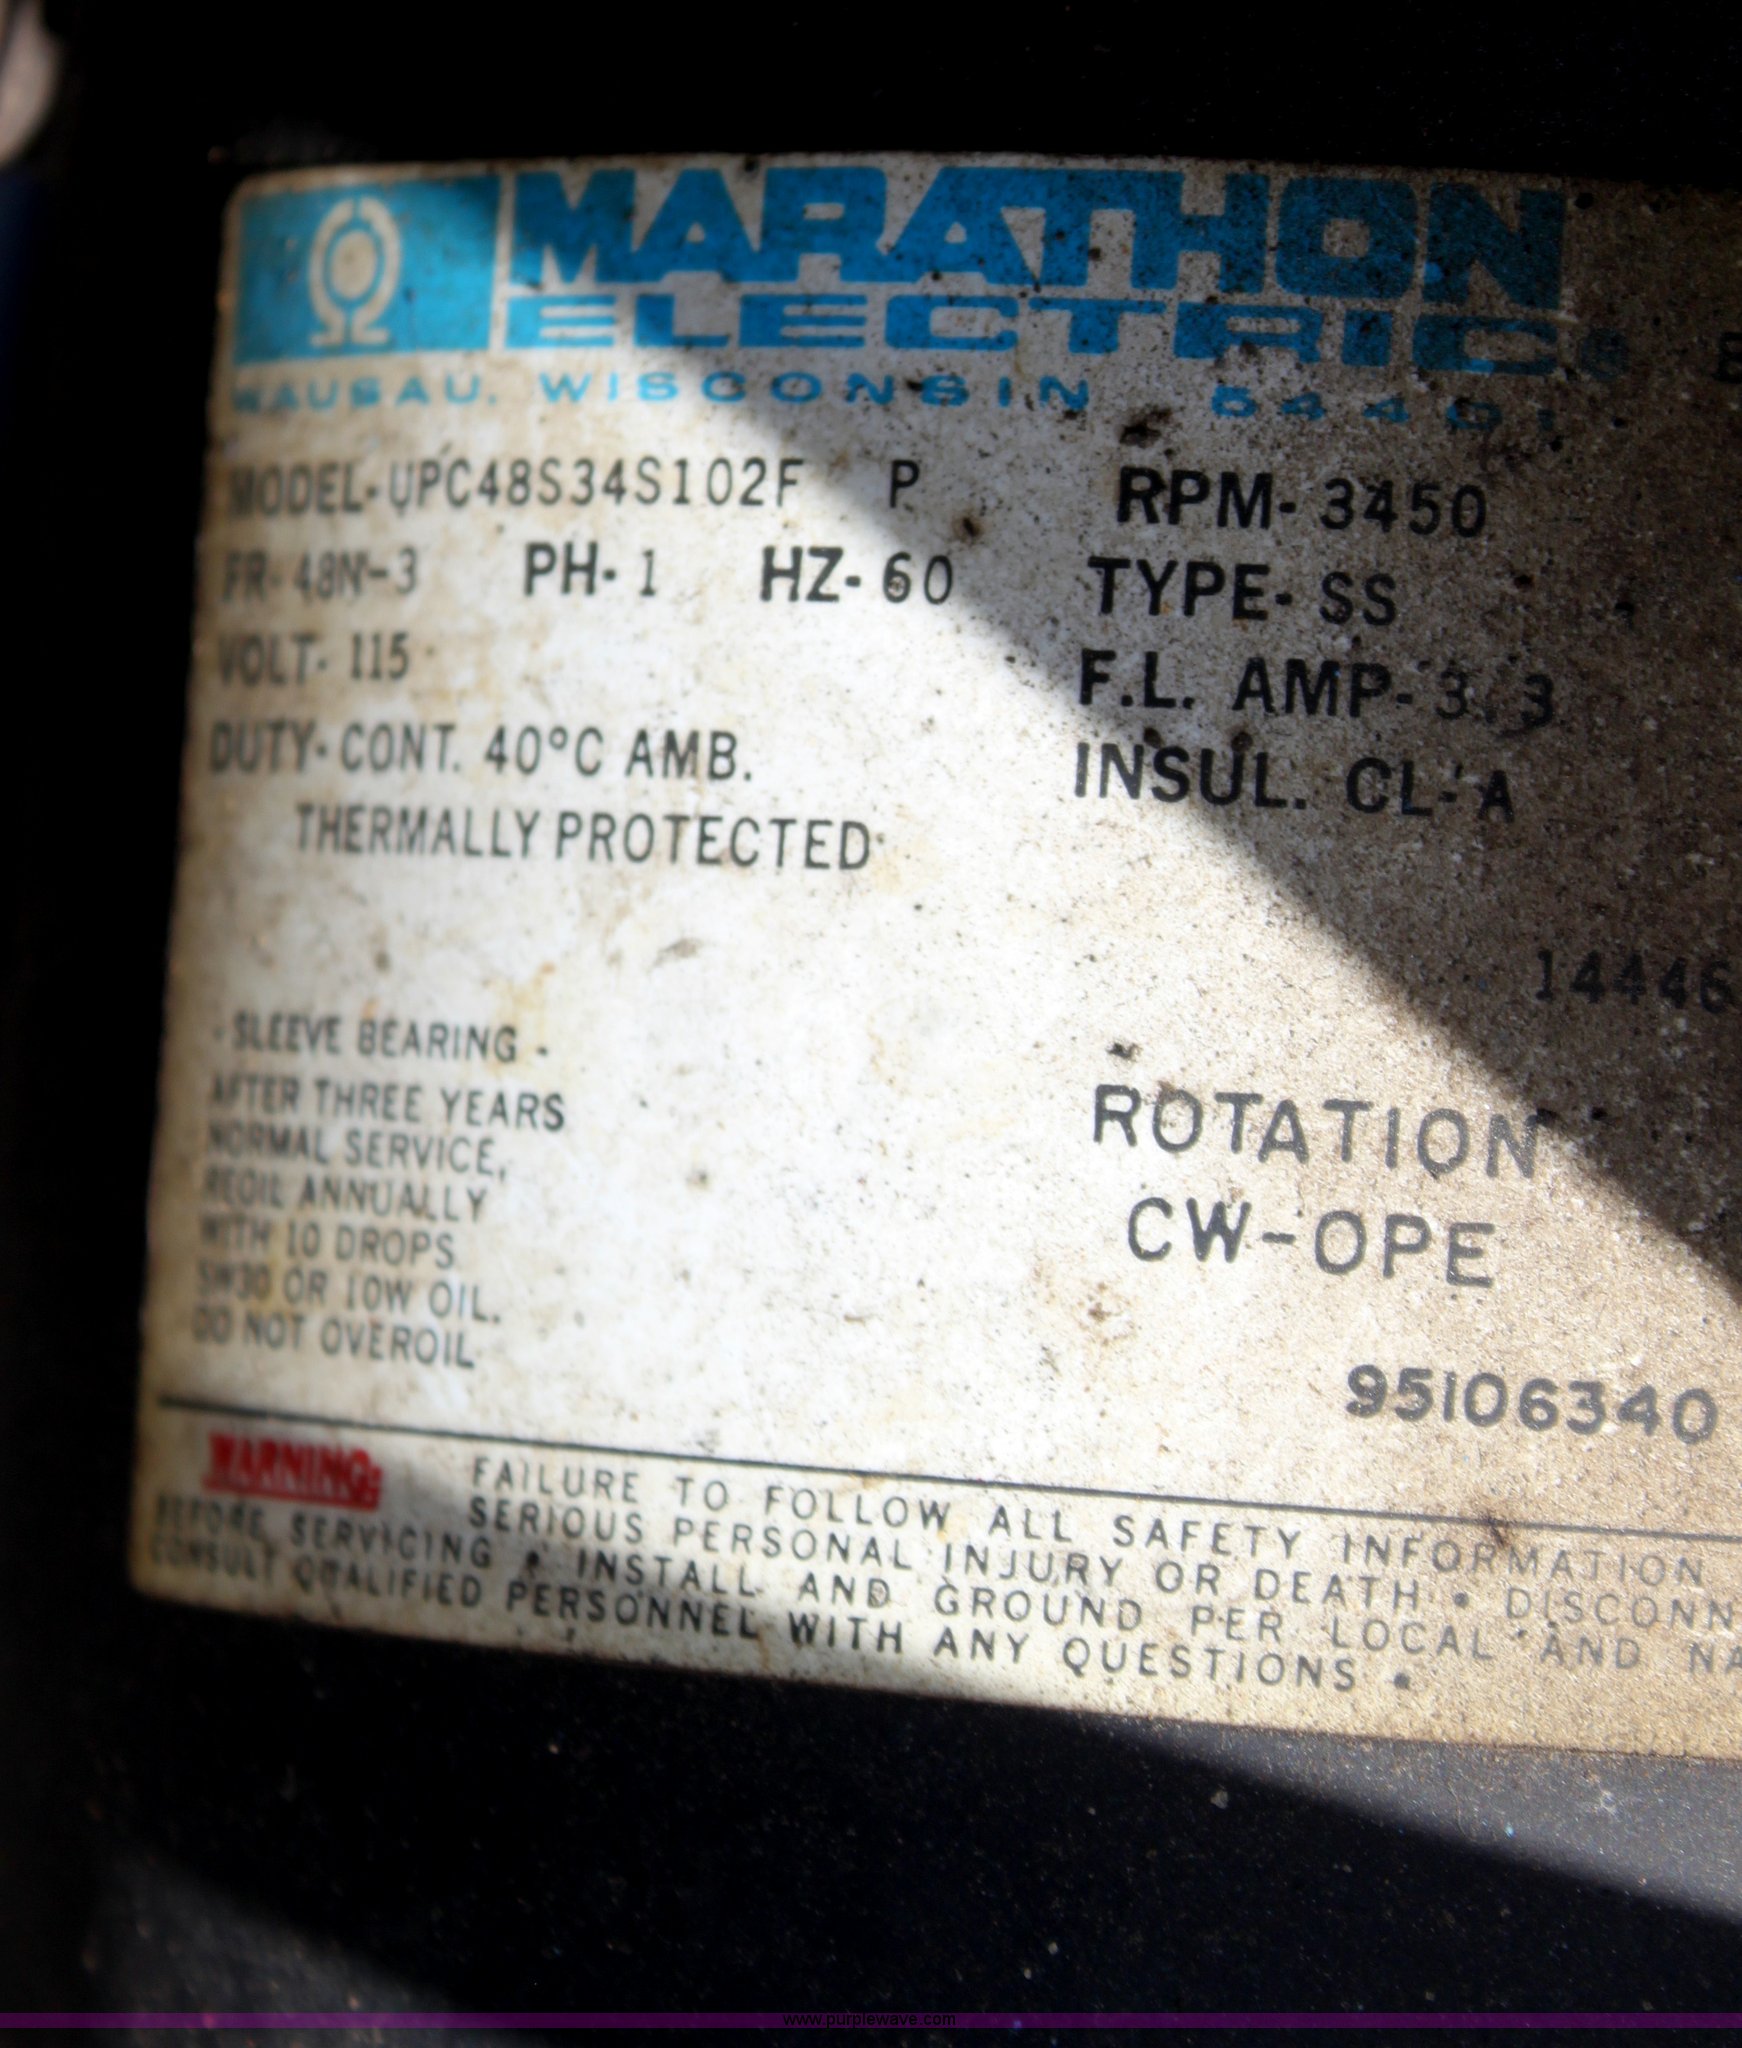 MARATHON
ELECTRIC®
WAUSAU, WISCONSIN 54401
MODEL-UPC48S34S102F P RPM-3450
FR-48N-3 PH-1 HZ-60 TYPE-SS
VOLT-115 F.L. AMP-3.3
DUTY-CONT. 40°C AMB. INSUL. CL-A
THERMALLY PROTECTED
14446
-SLEEVE BEARING-
AFTER THREE YEARS
NORMAL SERVICE,
REOIL ANNUALLY
WITH 10 DROPS
5W30 OR 10W OIL.
DO NOT OVEROIL
ROTATION
CW-OPE
95106340
WARNING: FAILURE TO FOLLOW ALL SAFETY INFORMATION
SERIOUS PERSONAL INJURY OR DEATH • DISCONN
BEFORE SERVICING • INSTALL AND GROUND PER LOCAL AND NA
CONSULT QUALIFIED PERSONNEL WITH ANY QUESTIONS •
www.purplewave.com